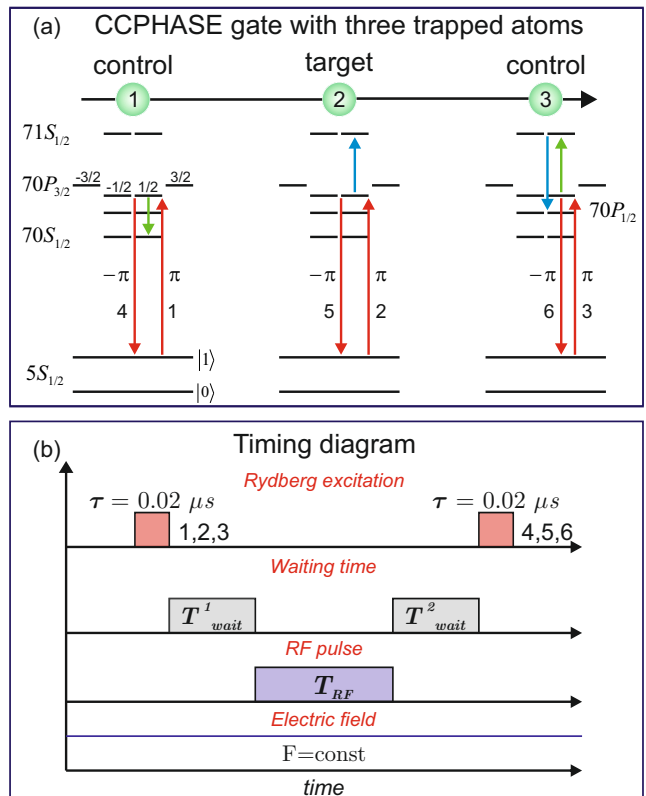 (a) CCPHASE gate with three trapped atoms
control target control
1 2 3
71S1/2
-3/2 3/2
70P3/2 -1/2 1/2
70P1/2
70S1/2
−π π −π π −π π
4 1 5 2 6 3
|1⟩
5S1/2
|0⟩
(b) Timing diagram
Rydberg excitation
τ = 0.02 μs τ = 0.02 μs
1,2,3 4,5,6
Waiting time
T¹wait T²wait
RF pulse
TRF
Electric field
F=const
time